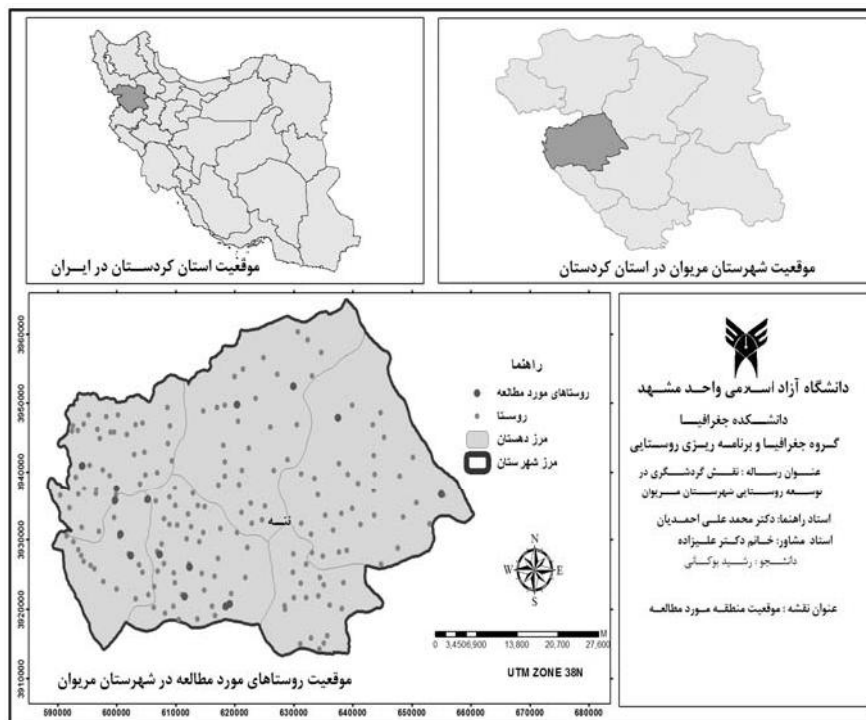 موقعیت استان کردستان در ایران
موقعیت شهرستان مریوان در استان کردستان
3960000
3950000
3940000
3930000
3920000
3910000
ننه
راهنما
روستاهای مورد مطالعه
روستا
مرز دهستان
مرز شهرستان
N
W E
S
M
0 3,4506,900 13,800 20,700 27,600
UTM ZONE 38N
موقعیت روستاهای مورد مطالعه در شهرستان مریوان
590000 600000 610000 620000 630000 640000 650000 660000 670000 680000
دانشگاه آزاد اسلامی واحد مشهد
دانشکده جغرافیا
گروه جغرافیا و برنامه ریزی روستایی
عنوان رساله : نقش گردشگری در
توسعه روستایی شهرستان مریوان
استاد راهنما: دکتر محمد علی احمدیان
استاد مشاور: خانم دکتر علیزاده
دانشجو : رشید بوکانی
عنوان نقشه : موقعیت منطقه مورد مطالعه